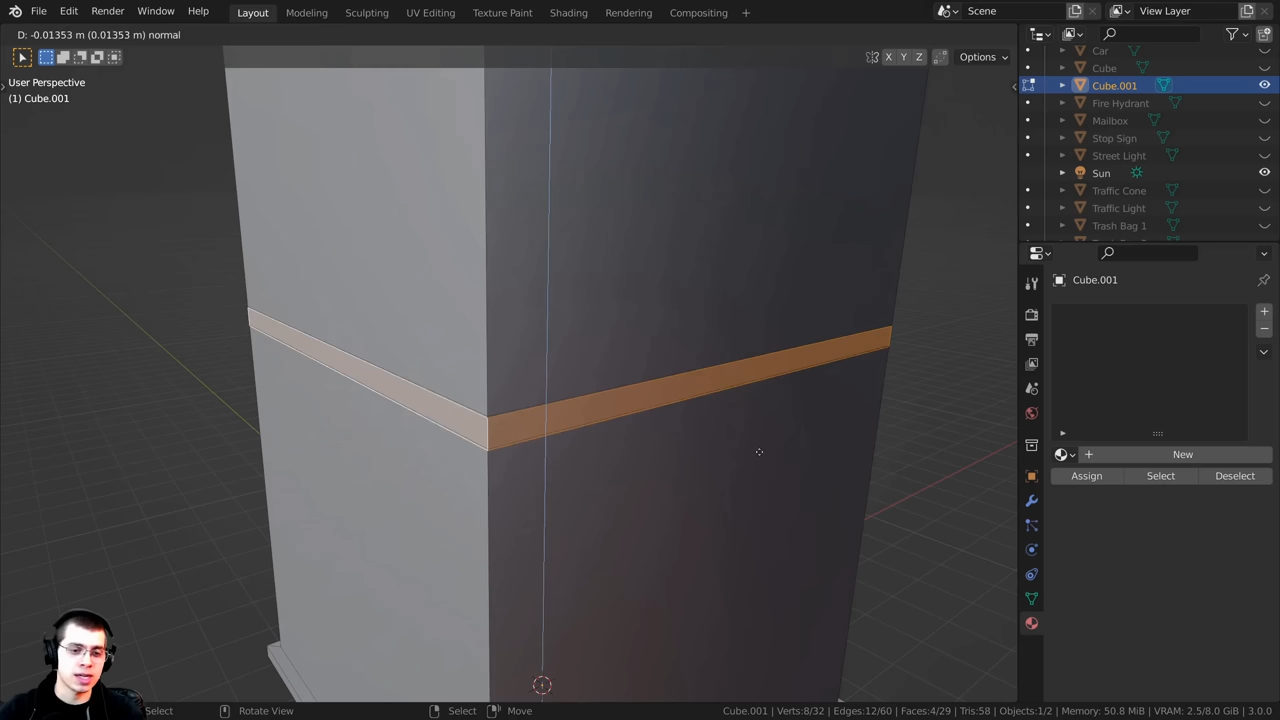 File Edit Render Window Help Layout Modeling Sculpting UV Editing Texture Paint Shading Rendering Compositing + Scene View Layer
D: -0.01353 m (0.01353 m) normal
X Y Z Options
User Perspective
(1) Cube.001
Car
Cube
Cube.001
Fire Hydrant
Mailbox
Stop Sign
Street Light
Sun
Traffic Cone
Traffic Light
Trash Bag 1
Cube.001
New
Assign Select Deselect
Select Rotate View Select Move Cube.001 | Verts:8/32 | Edges:12/60 | Faces:4/29 | Tris:58 | Objects:1/2 | Memory: 50.8 MiB | VRAM: 2.5/8.0 GiB | 3.0.0